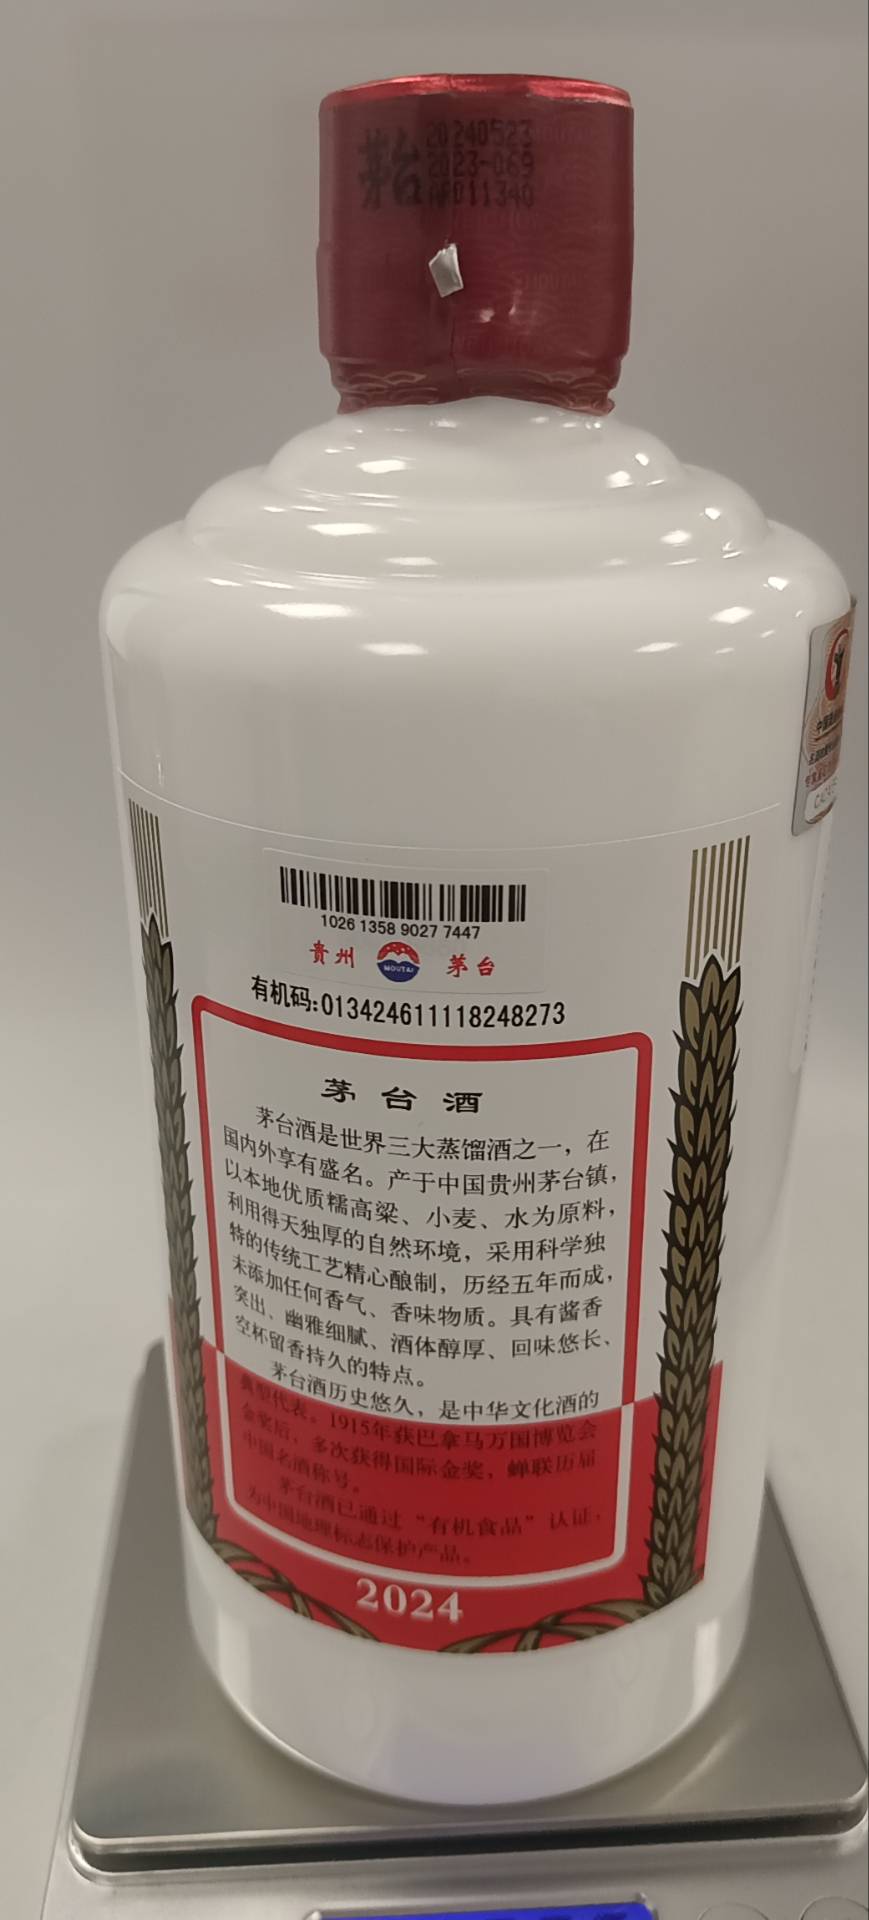 茅台
20240523
2023-069
011340
1026 1358 9027 7447
贵州
MOUTAI
茅台
有机码:013424611118248273
茅台酒
茅台酒是世界三大蒸馏酒之一，在
国内外享有盛名。产于中国贵州茅台镇，
以本地优质糯高粱、小麦、水为原料，
利用得天独厚的自然环境，采用科学独
特的传统工艺精心酿制，历经五年而成，
未添加任何香气、香味物质。具有酱香
突出、幽雅细腻、酒体醇厚、回味悠长、
空杯留香持久的特点。
茅台酒历史悠久，是中华文化酒的
典型代表。1915年获巴拿马万国博览会
金奖后，多次获得国际金奖，蝉联历届
中国名酒称号。
茅台酒已通过“有机食品”认证，
为中国地理标志保护产品。
2024